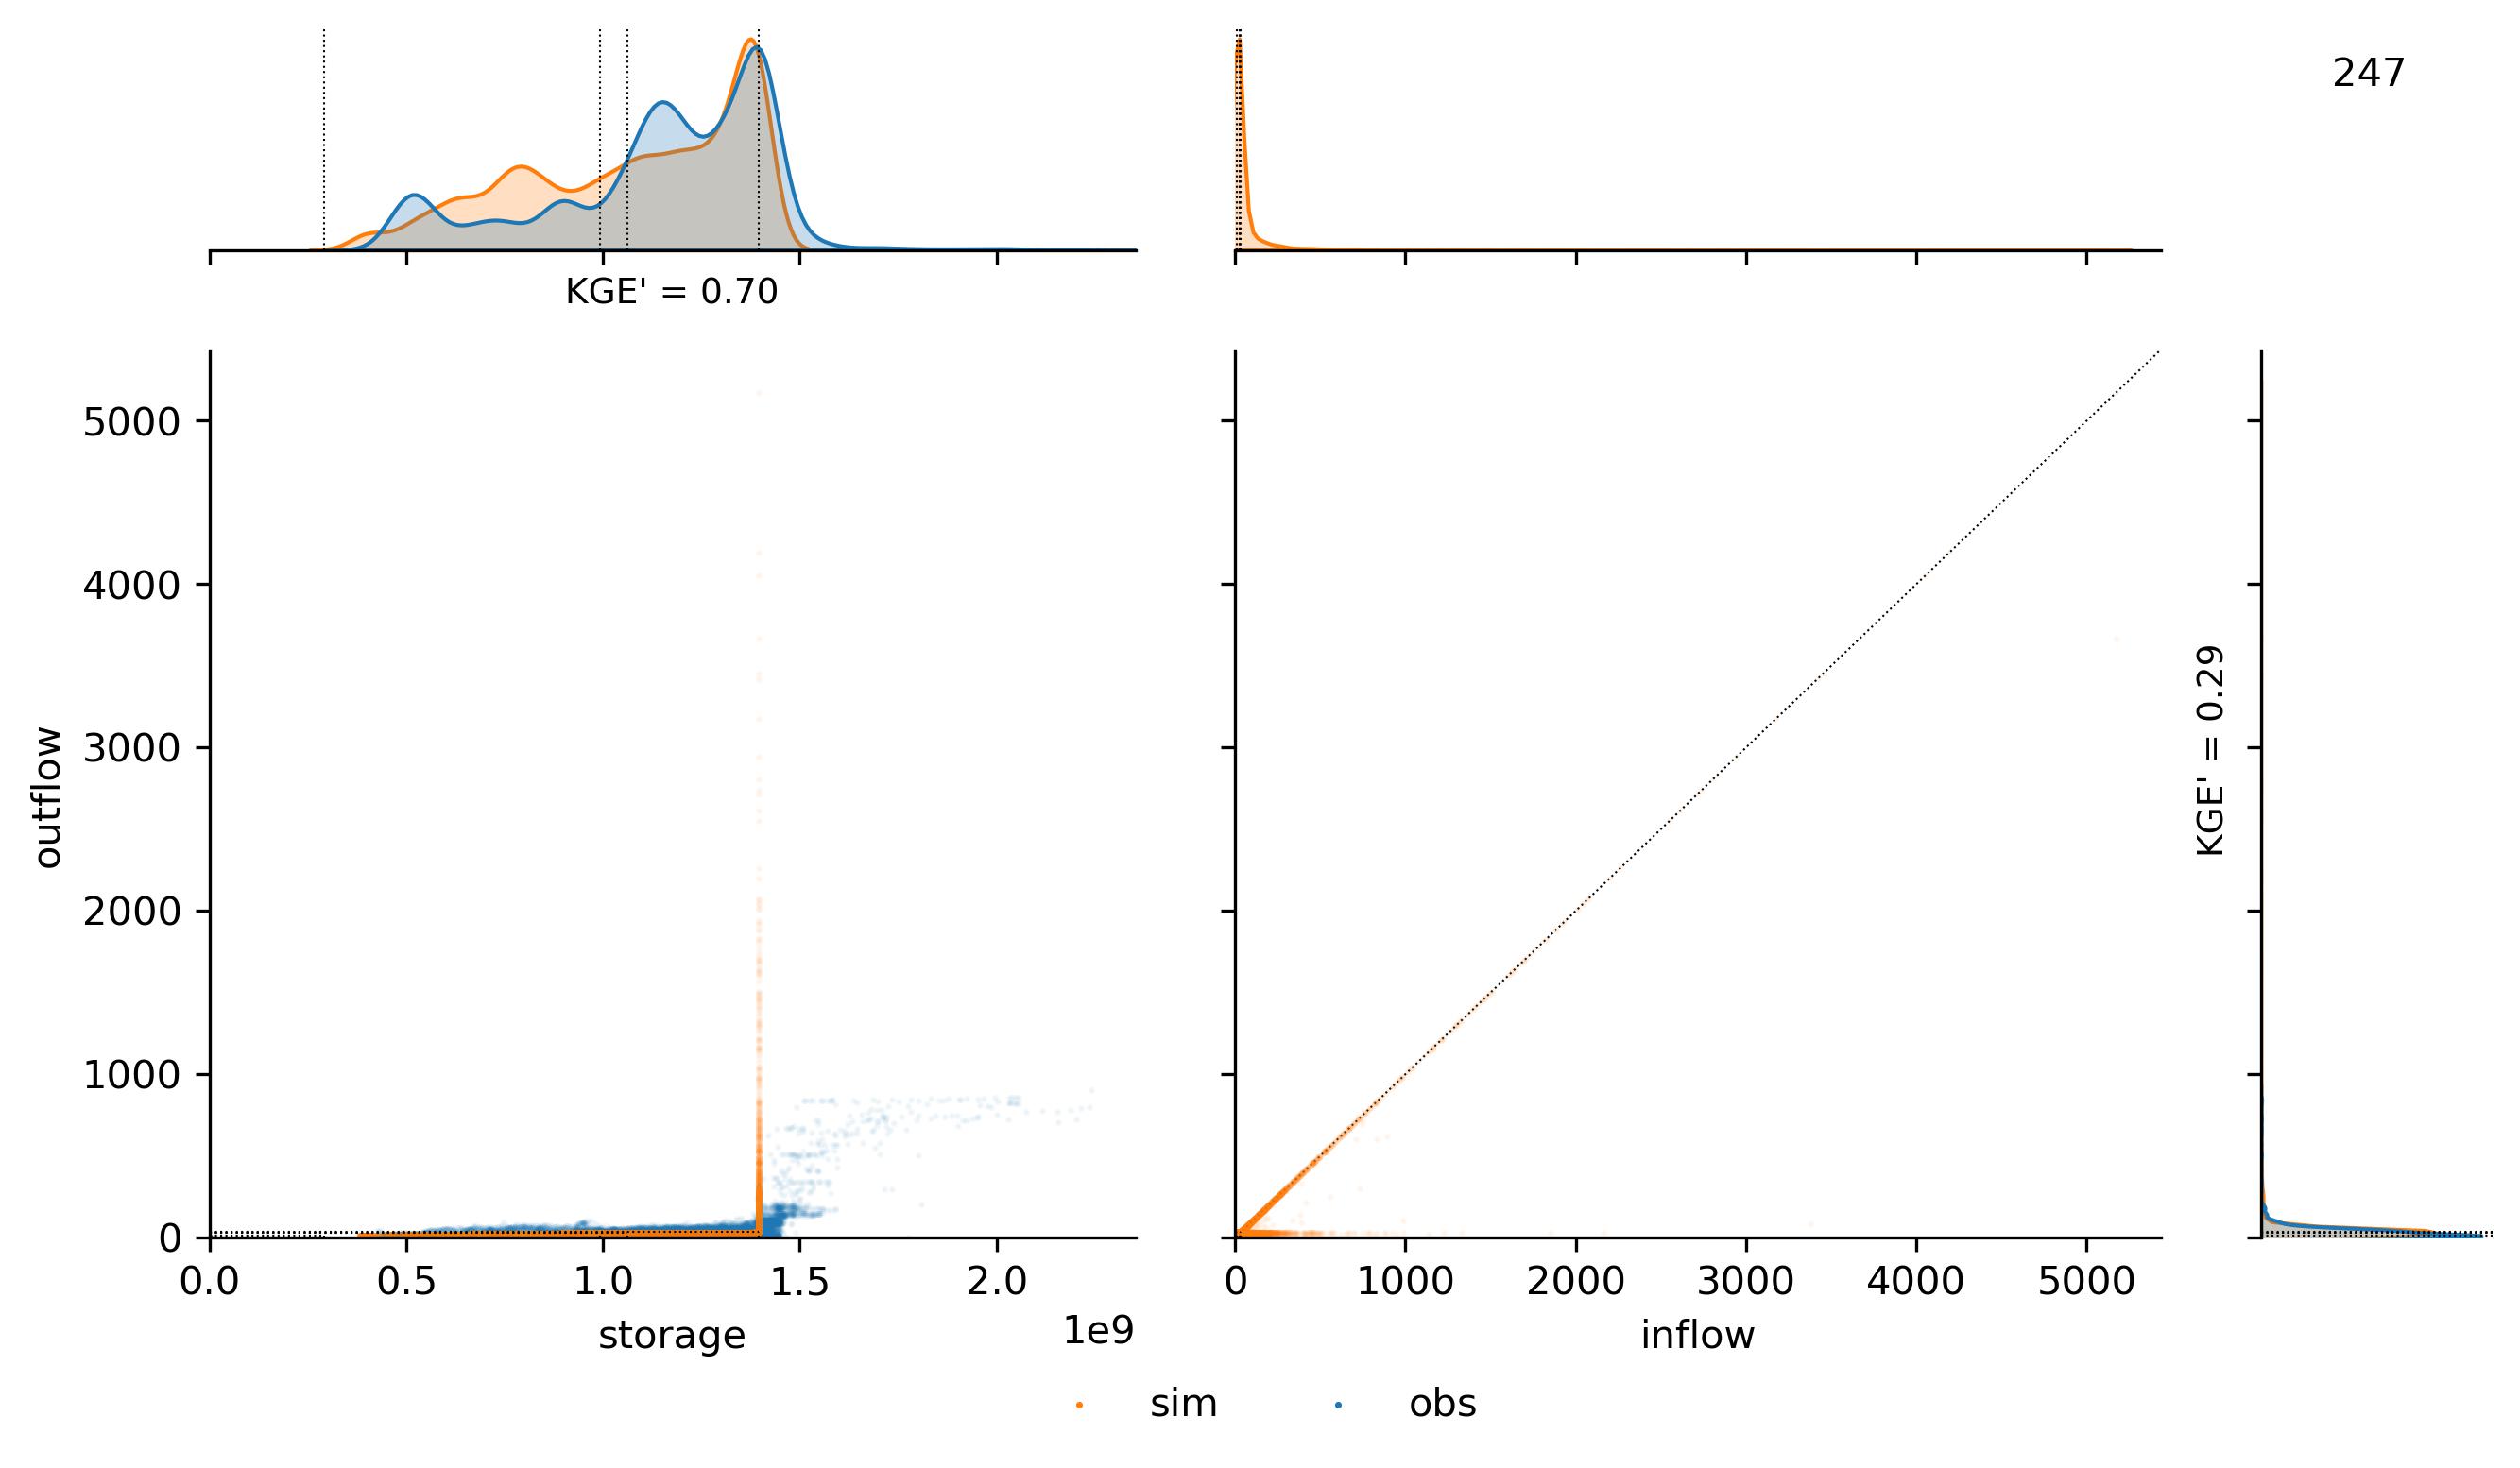 247
KGE' = 0.70
outflow
5000
4000
3000
2000
1000
0
KGE' = 0.29
0.0 0.5 1.0 1.5 2.0
0 1000 2000 3000 4000 5000
storage
1e9
inflow
sim obs